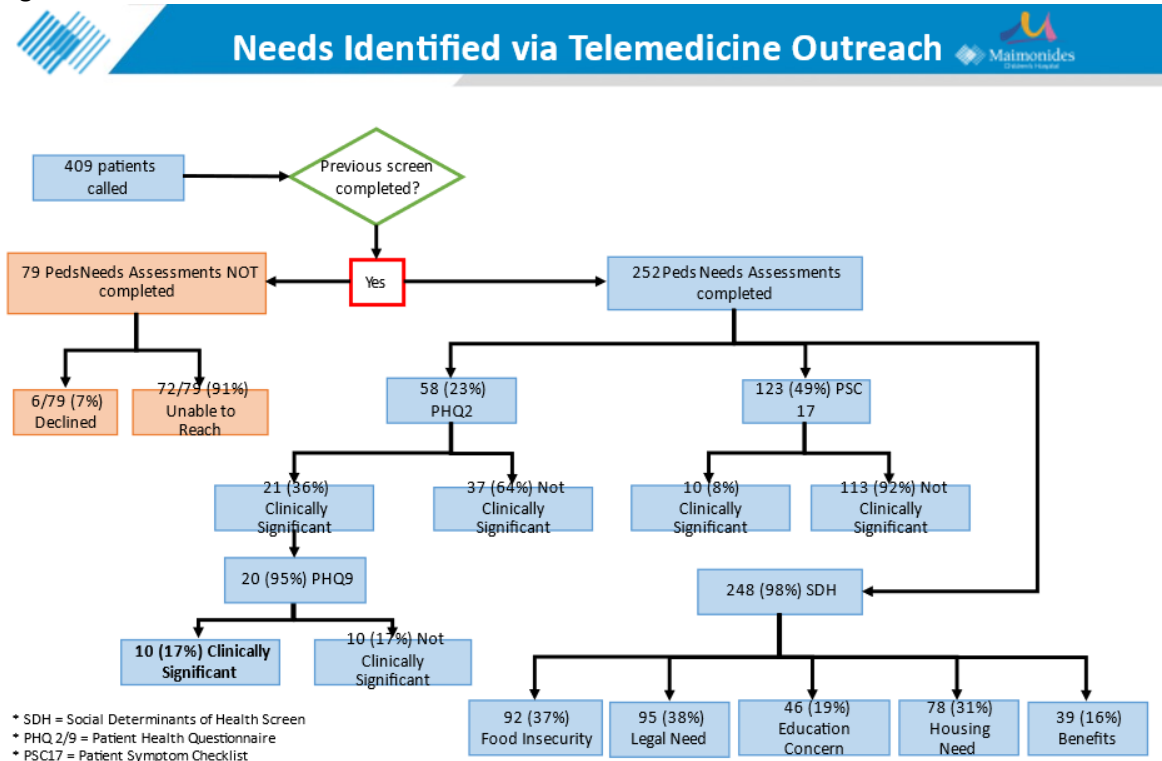 Needs Identified via Telemedicine Outreach
Maimonides
Children's Hospital
409 patients
called
Previous screen
completed?
79 PedsNeeds Assessments NOT
completed
Yes
252Peds Needs Assessments
completed
6/79 (7%)
Declined
72/79 (91%)
Unable to
Reach
58 (23%)
PHQ2
123 (49%) PSC
17
21 (36%)
Clinically
Significant
37 (64%) Not
Clinically
Significant
10 (8%)
Clinically
Significant
113 (92%) Not
Clinically
Significant
20 (95%) PHQ9
248 (98%) SDH
10 (17%) Clinically
Significant
10 (17%) Not
Clinically
Significant
92 (37%)
Food Insecurity
95 (38%)
Legal Need
46 (19%)
Education
Concern
78 (31%)
Housing
Need
39 (16%)
Benefits
* SDH = Social Determinants of Health Screen
* PHQ 2/9 = Patient Health Questionnaire
* PSC17 = Patient Symptom Checklist